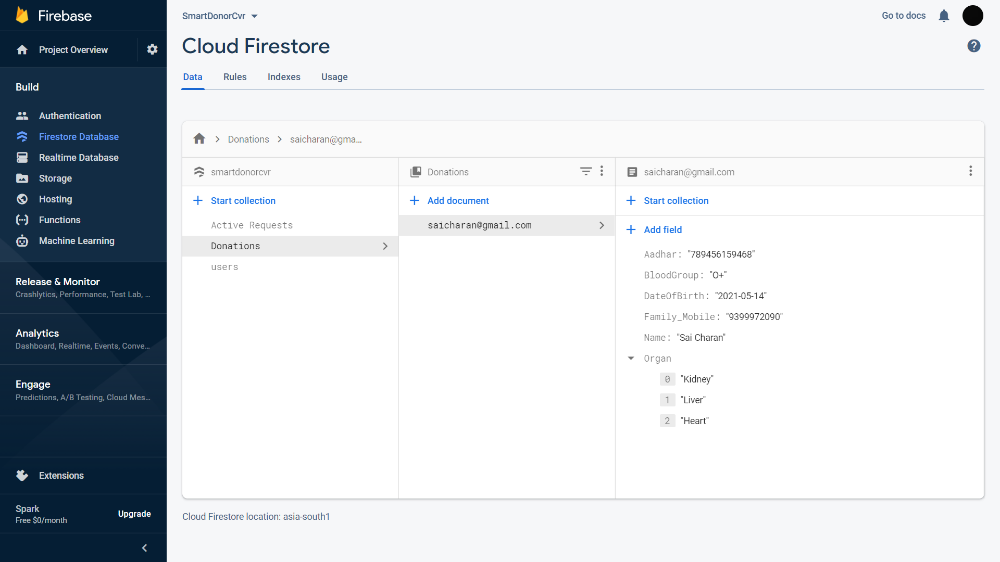 Firebase
Project Overview
Build
Authentication
Firestore Database
Realtime Database
Storage
Hosting
Functions
Machine Learning
Release & Monitor
Crashlytics, Performance, Test Lab, ...
Analytics
Dashboard, Realtime, Events, Conve...
Engage
Predictions, A/B Testing, Cloud Mes...
Extensions
Spark
Free $0/month
Upgrade
SmartDonorCvr
Go to docs
Cloud Firestore
Data Rules Indexes Usage
Donations saicharan@gma...
smartdonorcvr
Start collection
Active Requests
Donations
users
Donations
Add document
saicharan@gmail.com
saicharan@gmail.com
Start collection
Add field
Aadhar: "789456159468"
BloodGroup: "O+"
DateOfBirth: "2021-05-14"
Family_Mobile: "9399972090"
Name: "Sai Charan"
Organ
0 "Kidney"
1 "Liver"
2 "Heart"
Cloud Firestore location: asia-south1